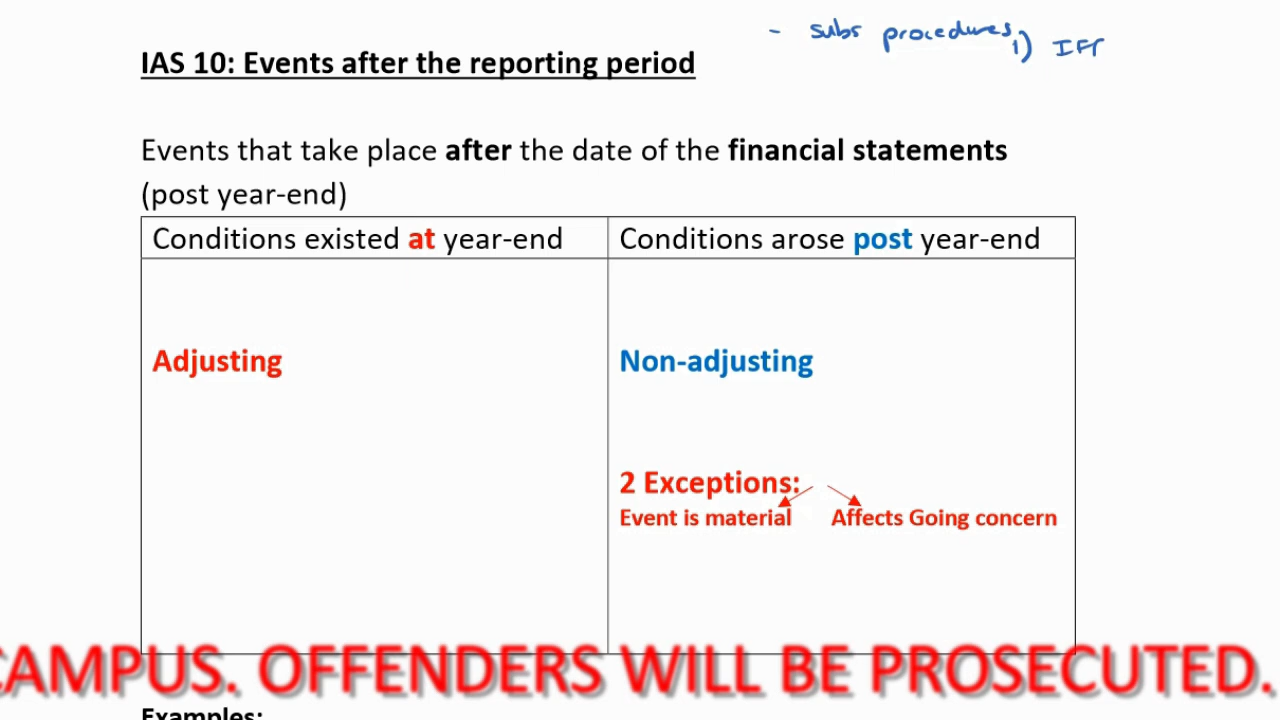 - subs procedures 1)
IAS 10: Events after the reporting period
Events that take place after the date of the financial statements
(post year-end)
Conditions existed at year-end Conditions arose post year-end
Adjusting Non-adjusting
2 Exceptions:
Event is material Affects Going concern
CAMPUS. OFFENDERS WILL BE PROSECUTED.
Examples: